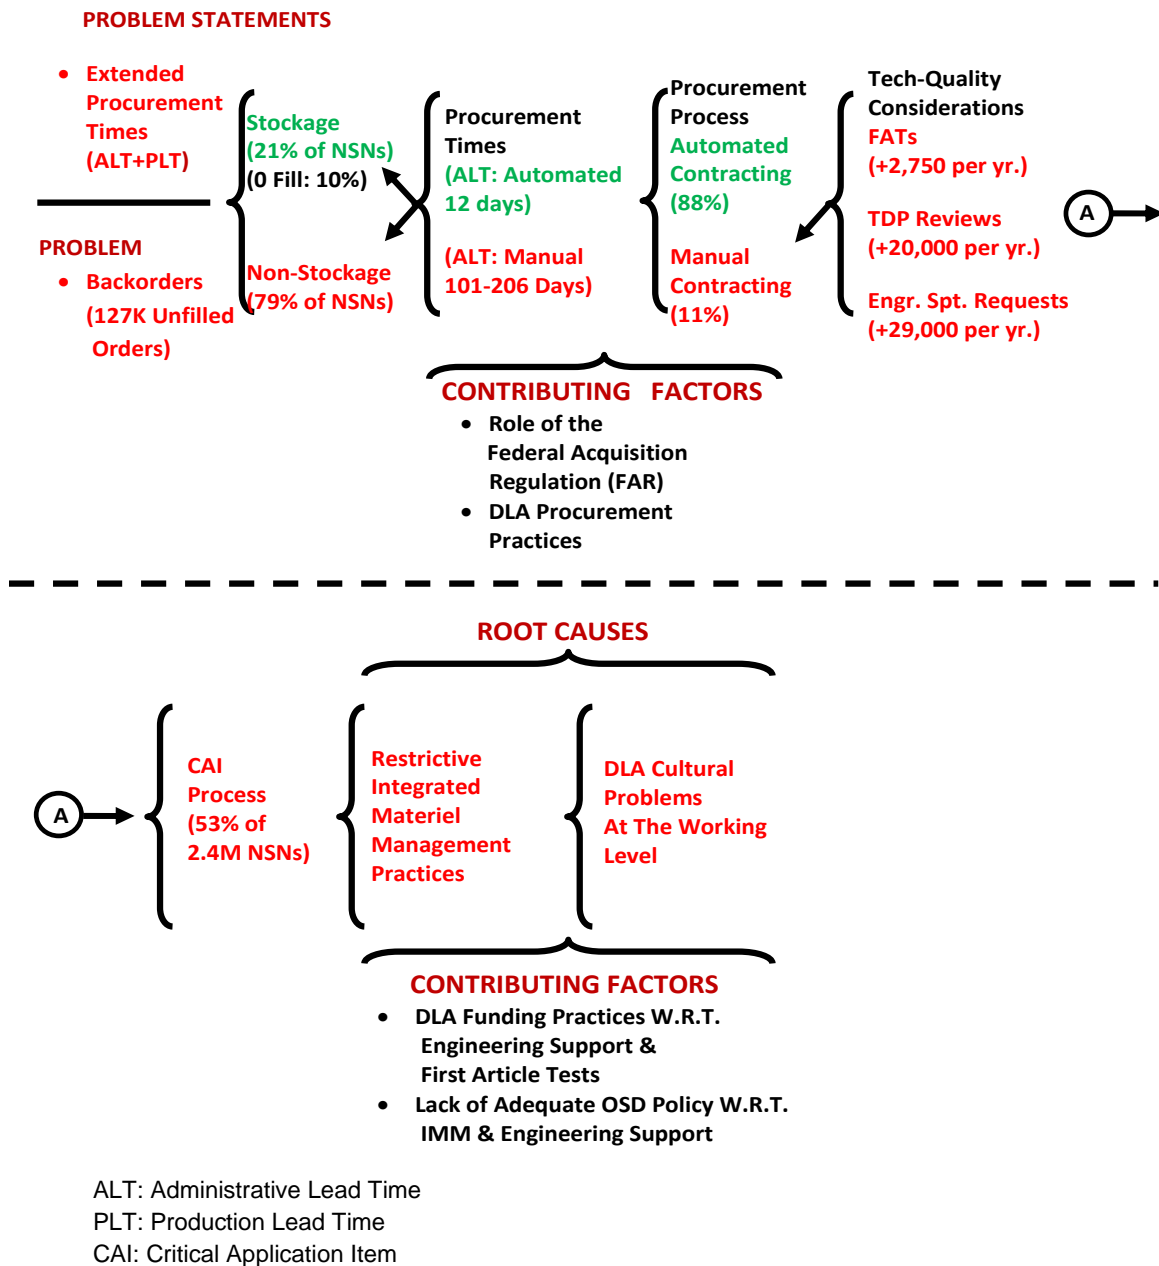 PROBLEM STATEMENTS
• Extended
Procurement
Times
(ALT+PLT)
PROBLEM
• Backorders
(127K Unfilled
Orders)
Stockage
(21% of NSNs)
(0 Fill: 10%)
Non-Stockage
(79% of NSNs)
Procurement
Times
(ALT: Automated
12 days)
(ALT: Manual
101-206 Days)
Procurement
Process
Automated
Contracting
(88%)
Manual
Contracting
(11%)
Tech-Quality
Considerations
FATs
(+2,750 per yr.)
TDP Reviews
(+20,000 per yr.)
Engr. Spt. Requests
(+29,000 per yr.)
A
CONTRIBUTING FACTORS
• Role of the
Federal Acquisition
Regulation (FAR)
• DLA Procurement
Practices
ROOT CAUSES
A
CAI
Process
(53% of
2.4M NSNs)
Restrictive
Integrated
Materiel
Management
Practices
DLA Cultural
Problems
At The Working
Level
CONTRIBUTING FACTORS
• DLA Funding Practices W.R.T.
Engineering Support &
First Article Tests
• Lack of Adequate OSD Policy W.R.T.
IMM & Engineering Support
ALT: Administrative Lead Time
PLT: Production Lead Time
CAI: Critical Application Item